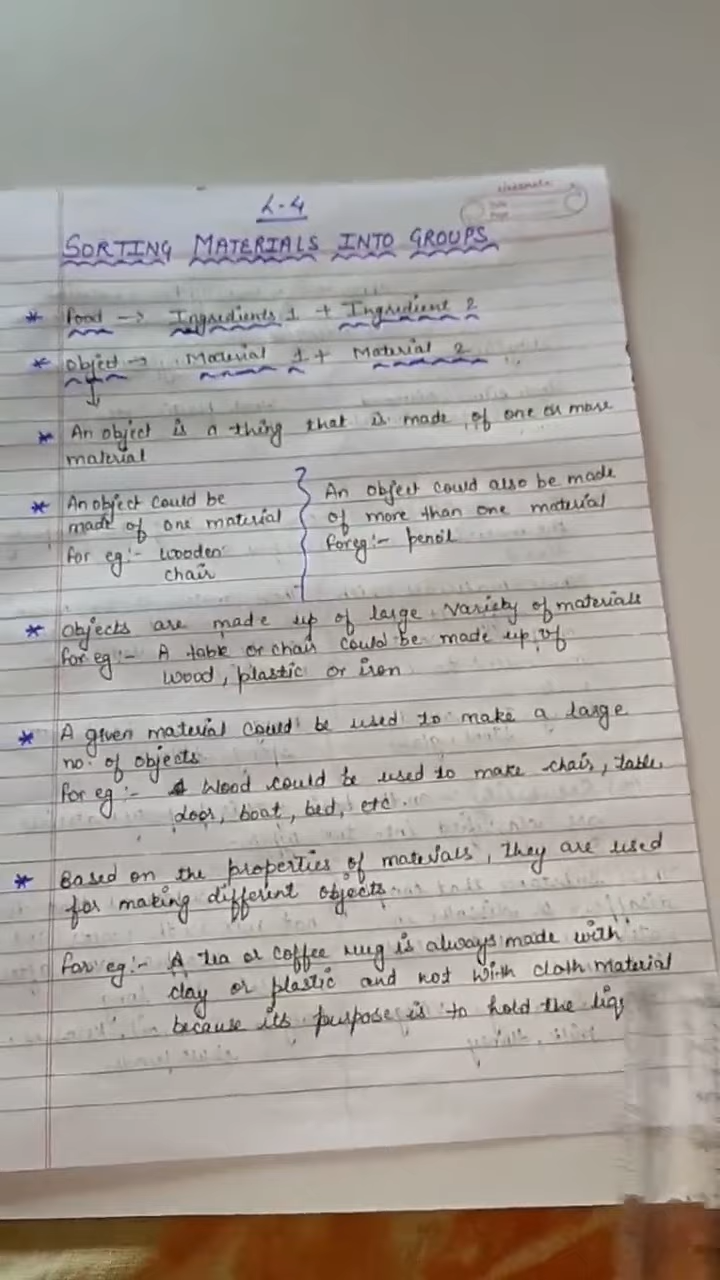 classmate
Date
Page
L-4
SORTING MATERIALS INTO GROUPS
* Food -> Ingredients 1 + Ingredient 2
* Object -> Material 1 + Material 2
* An object is a thing that is made of one or more
material
* An object could be
made of one material
for eg:- wooden
chair
An object could also be made
of more than one material
for eg:- pencil
* Objects are made up of large variety of materials
for eg:- A table or chair could be made up of
wood, plastic or iron
* A given material could be used to make a large
no. of objects.
for eg:- Wood could be used to make chair, table,
door, boat, bed, etc.
* Based on the properties of materials, they are used
for making different objects.
for eg:- A tea or coffee mug is always made with
clay or plastic and not with cloth material
because its purpose is to hold the liq